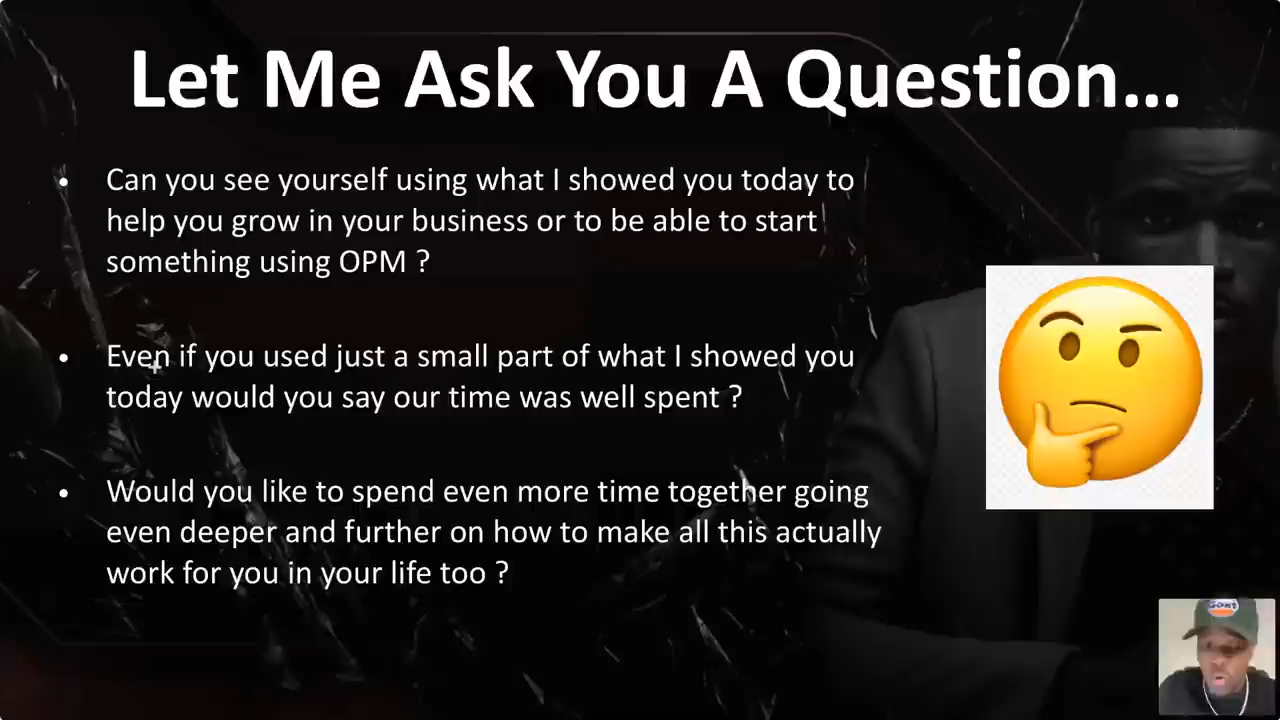 Let Me Ask You A Question...
• Can you see yourself using what I showed you today to
help you grow in your business or to be able to start
something using OPM ?
• Even if you used just a small part of what I showed you
today would you say our time was well spent ?
• Would you like to spend even more time together going
even deeper and further on how to make all this actually
work for you in your life too ?